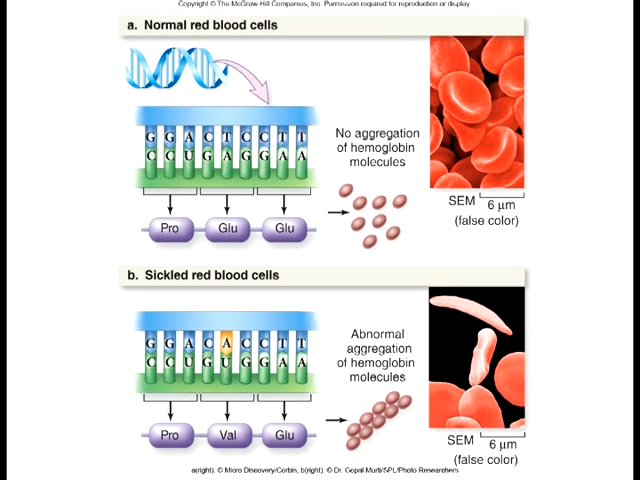 Copyright © The McGraw-Hill Companies, Inc. Permission required for reproduction or display.
a. Normal red blood cells
G G A C T C C T T
C C U G A G G A A
No aggregation
of hemoglobin
molecules
Pro Glu Glu
SEM 6 µm
(false color)
b. Sickled red blood cells
G G A C A C C T T
C C U G U G G A A
Abnormal
aggregation
of hemoglobin
molecules
Pro Val Glu
SEM 6 µm
(false color)
a(right): © Micro Discovery/Corbis; b(right): © Dr. Gopal Murti/SPL/Photo Researchers